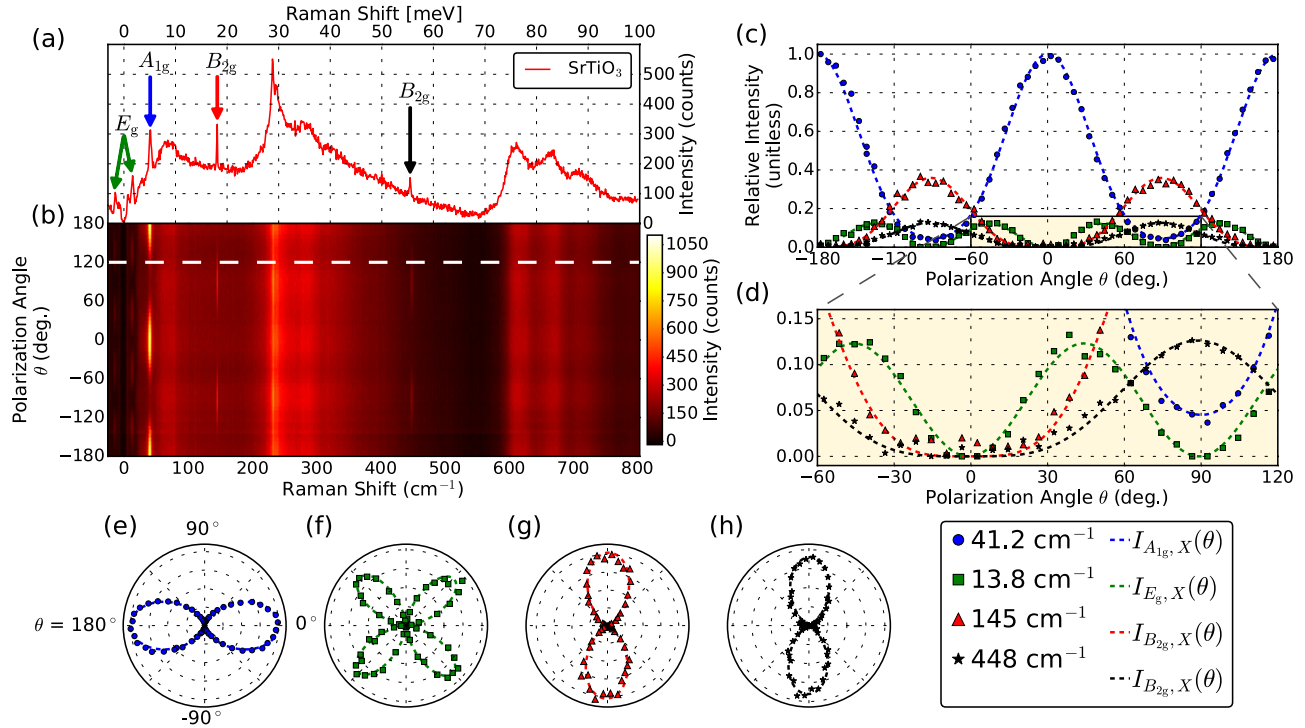 Raman Shift [meV]
0 10 20 30 40 50 60 70 80 90 100
(a)
A1g
B2g
B2g
Eg
SrTiO3
500
400
300
200
100
0
Intensity (counts)
(b)
180
120
60
0
−60
−120
−180
Polarization Angle
θ (deg.)
0 100 200 300 400 500 600 700 800
Raman Shift (cm−1)
1050
900
750
600
450
300
150
0
Intensity (counts)
(c)
1.0
0.8
0.6
0.4
0.2
0.0
Relative Intensity
(unitless)
−180 −120 −60 0 60 120 180
Polarization Angle θ (deg.)
(d)
0.15
0.10
0.05
0.00
−60 −30 0 30 60 90 120
Polarization Angle θ (deg.)
(e)
90°
θ = 180°
0°
-90°
(f)
(g)
(h)
41.2 cm−1 IA1g, X(θ)
13.8 cm−1 IEg, X(θ)
145 cm−1 IB2g, X(θ)
448 cm−1 IB2g, X(θ)